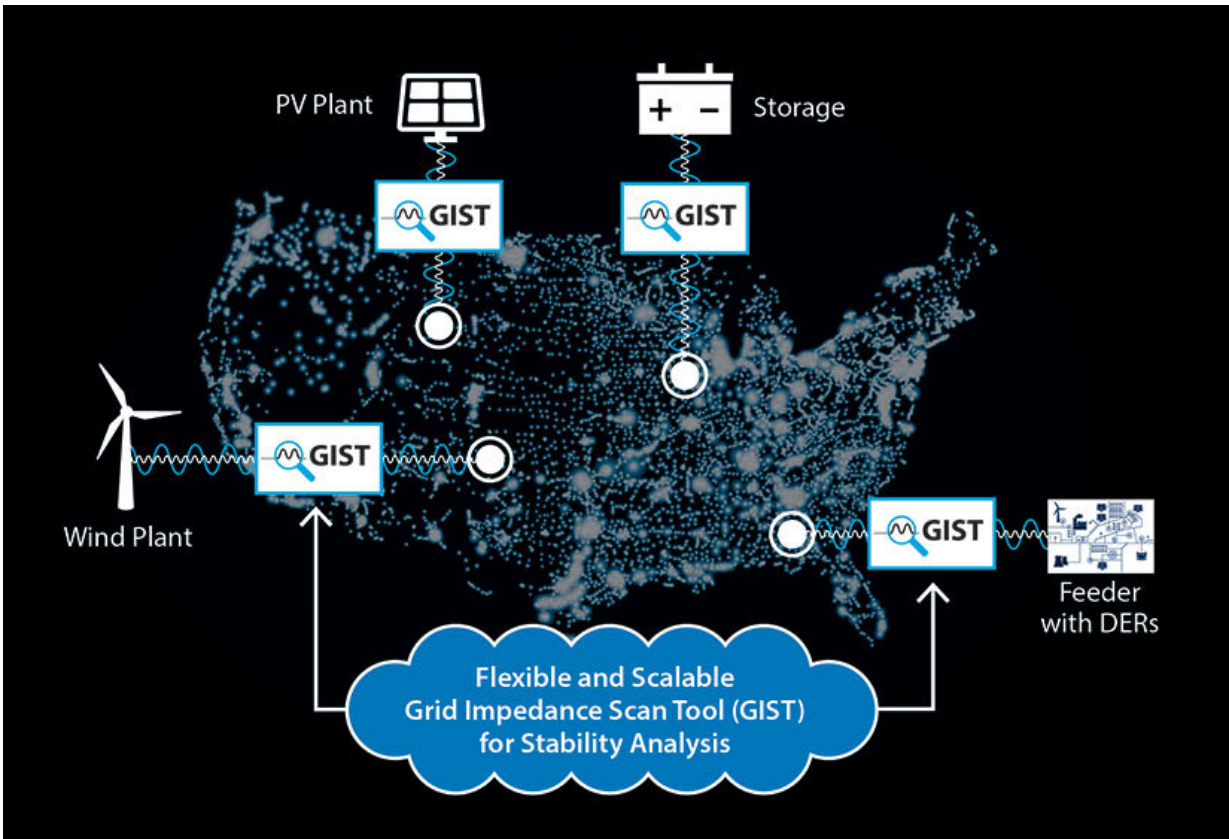 PV Plant
+ −
Storage
GIST
GIST
GIST
Wind Plant
GIST
Feeder
with DERs
Flexible and Scalable
Grid Impedance Scan Tool (GIST)
for Stability Analysis